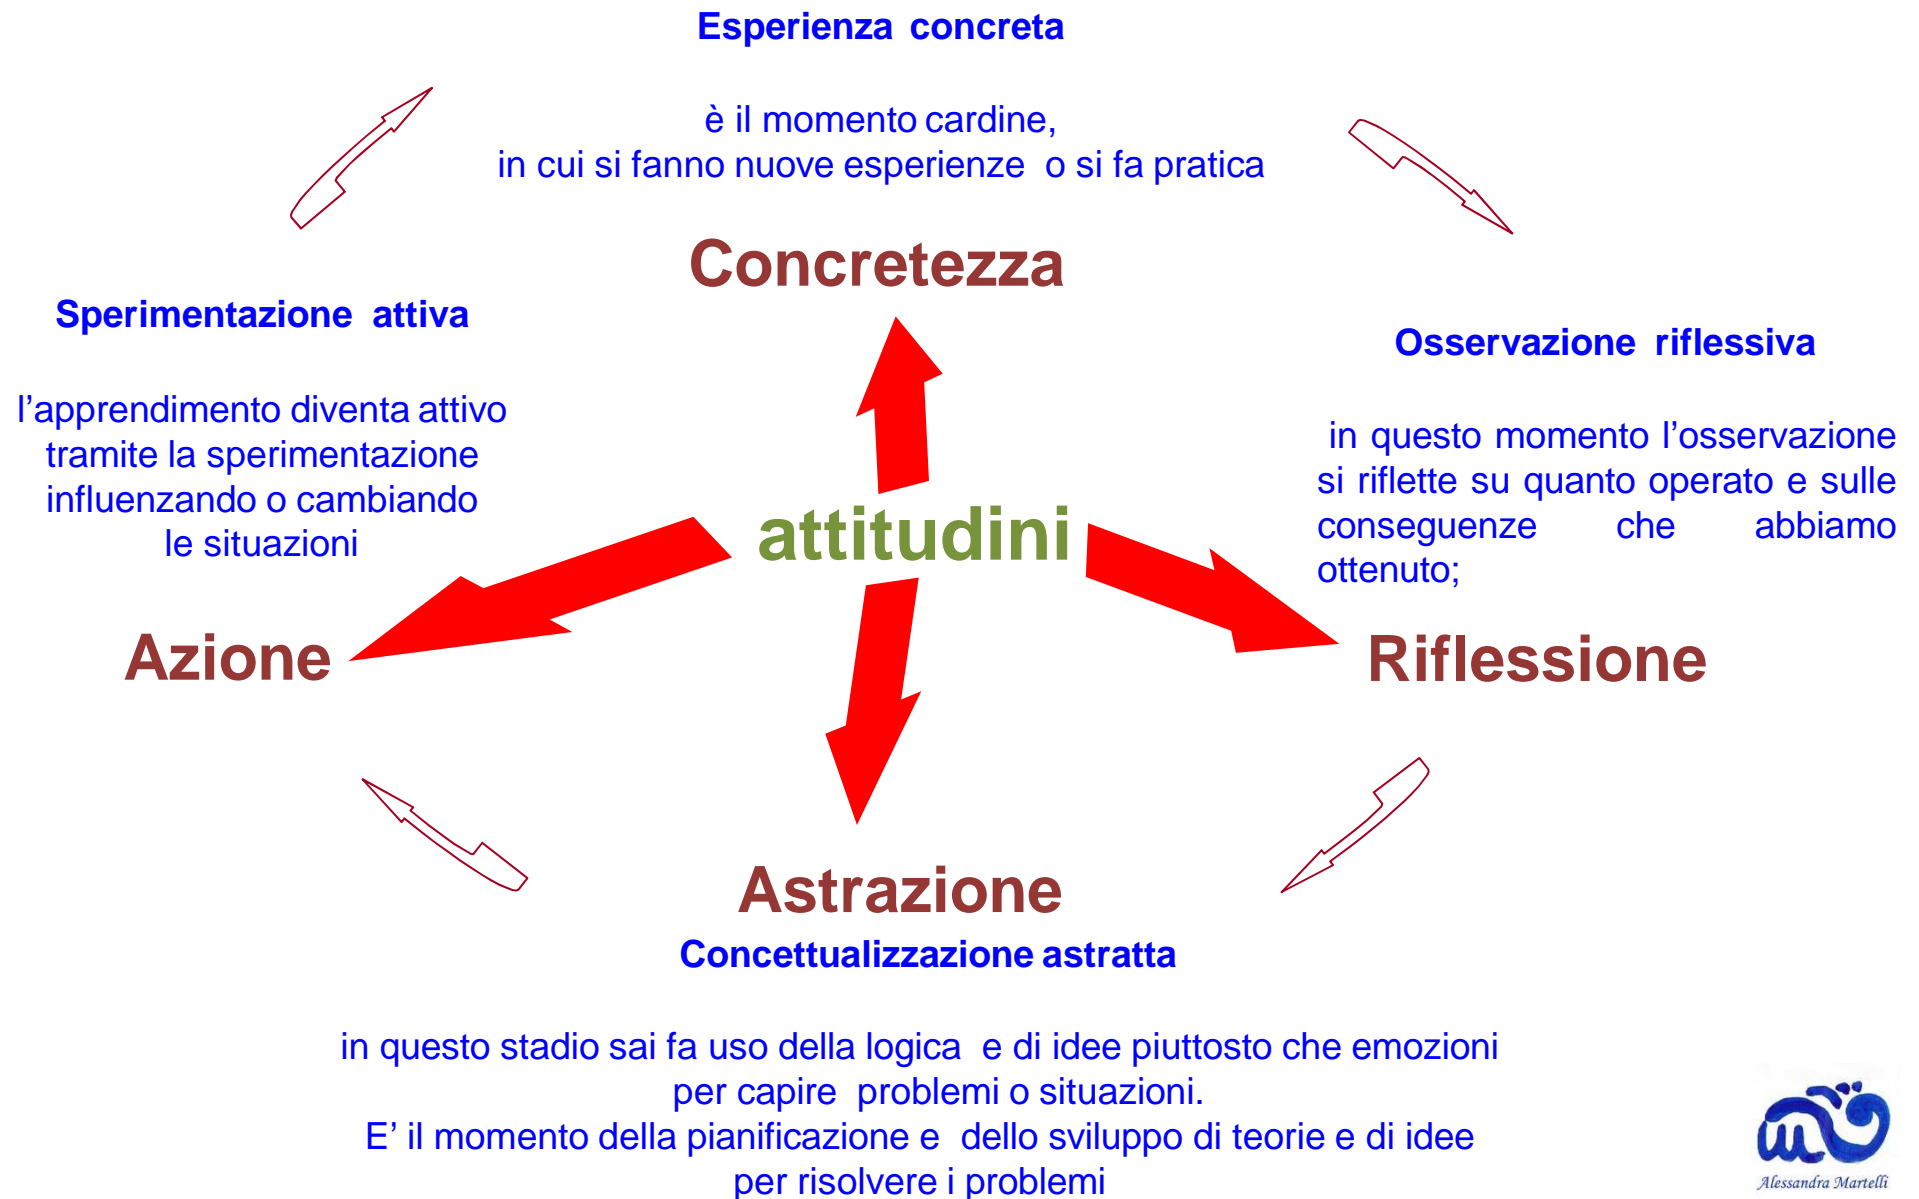 Esperienza concreta
è il momento cardine,
in cui si fanno nuove esperienze o si fa pratica
Concretezza
Sperimentazione attiva
l’apprendimento diventa attivo
tramite la sperimentazione
influenzando o cambiando
le situazioni
Osservazione riflessiva
in questo momento l’osservazione
si riflette su quanto operato e sulle
conseguenze che abbiamo
ottenuto;
attitudini
Azione
Riflessione
Astrazione
Concettualizzazione astratta
in questo stadio sai fa uso della logica e di idee piuttosto che emozioni
per capire problemi o situazioni.
E’ il momento della pianificazione e dello sviluppo di teorie e di idee
per risolvere i problemi
Alessandra Martelli